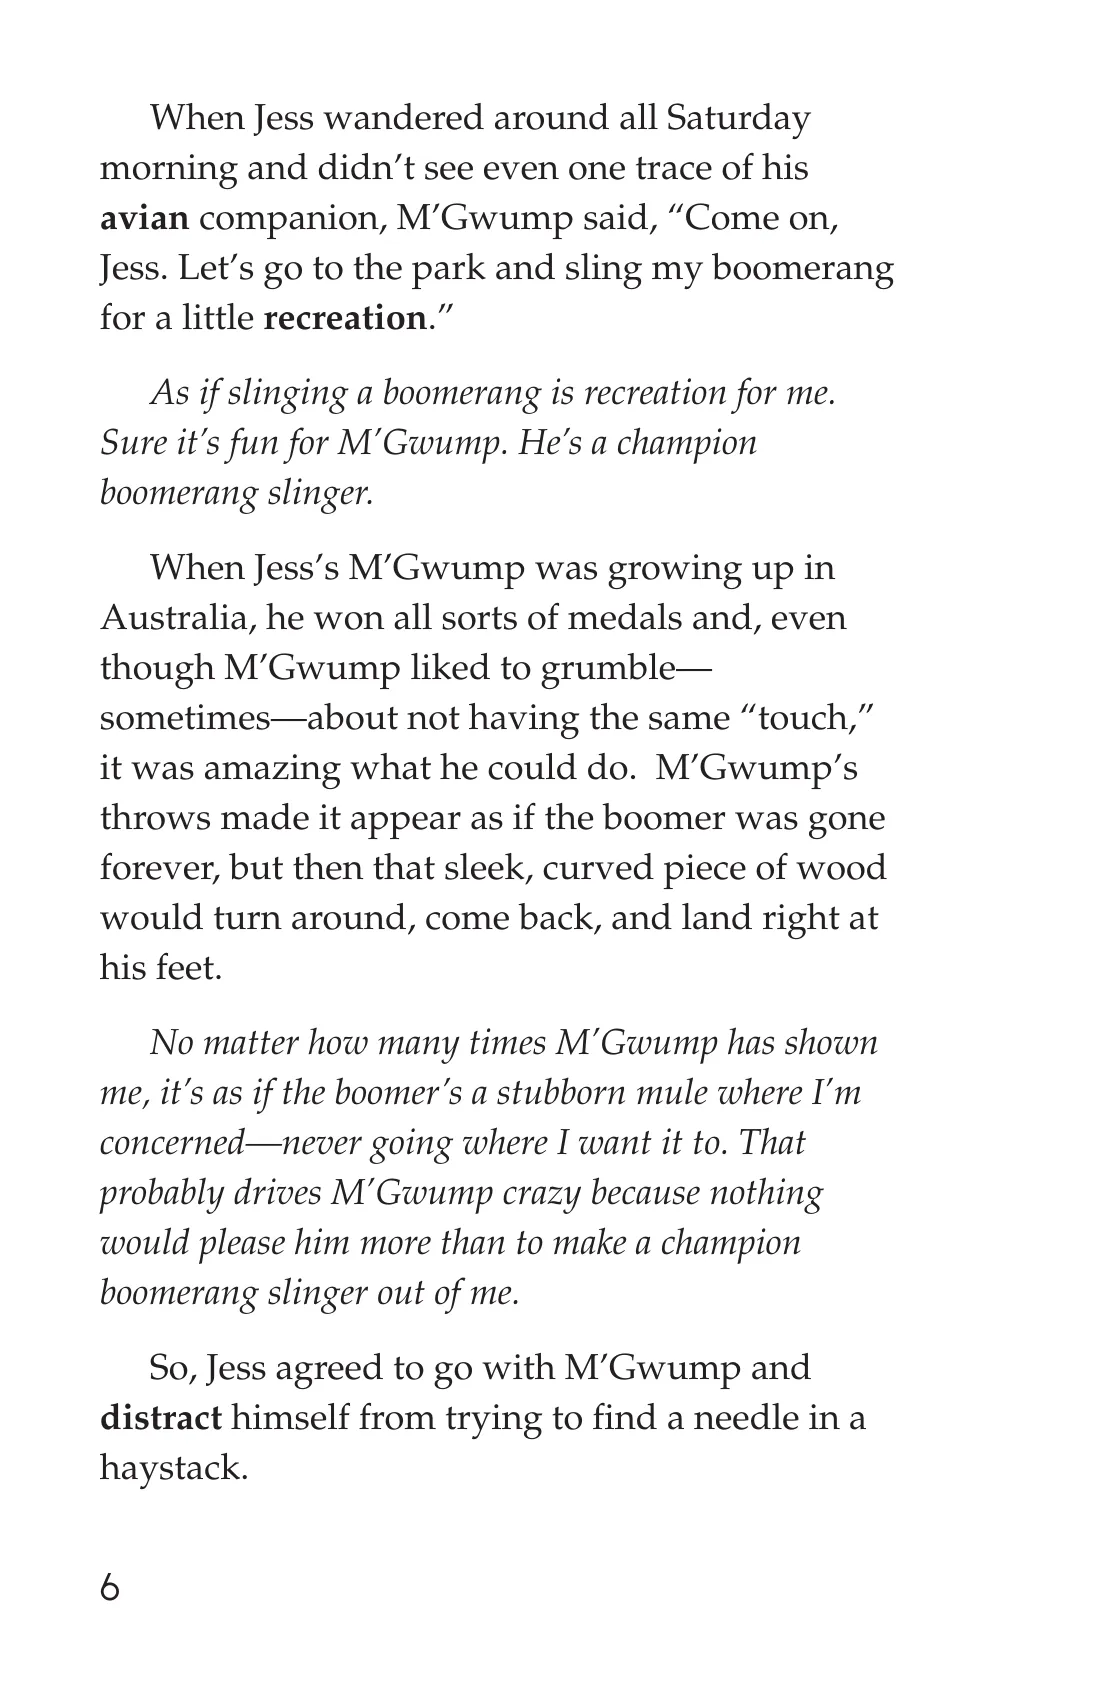 When Jess wandered around all Saturday
morning and didn’t see even one trace of his
avian companion, M’Gwump said, “Come on,
Jess. Let’s go to the park and sling my boomerang
for a little recreation.”
As if slinging a boomerang is recreation for me.
Sure it’s fun for M’Gwump. He’s a champion
boomerang slinger.
When Jess’s M’Gwump was growing up in
Australia, he won all sorts of medals and, even
though M’Gwump liked to grumble—
sometimes—about not having the same “touch,”
it was amazing what he could do.  M’Gwump’s
throws made it appear as if the boomer was gone
forever, but then that sleek, curved piece of wood
would turn around, come back, and land right at
his feet.
No matter how many times M’Gwump has shown
me, it’s as if the boomer’s a stubborn mule where I’m
concerned—never going where I want it to. That
probably drives M’Gwump crazy because nothing
would please him more than to make a champion
boomerang slinger out of me.
So, Jess agreed to go with M’Gwump and
distract himself from trying to find a needle in a
haystack.
6